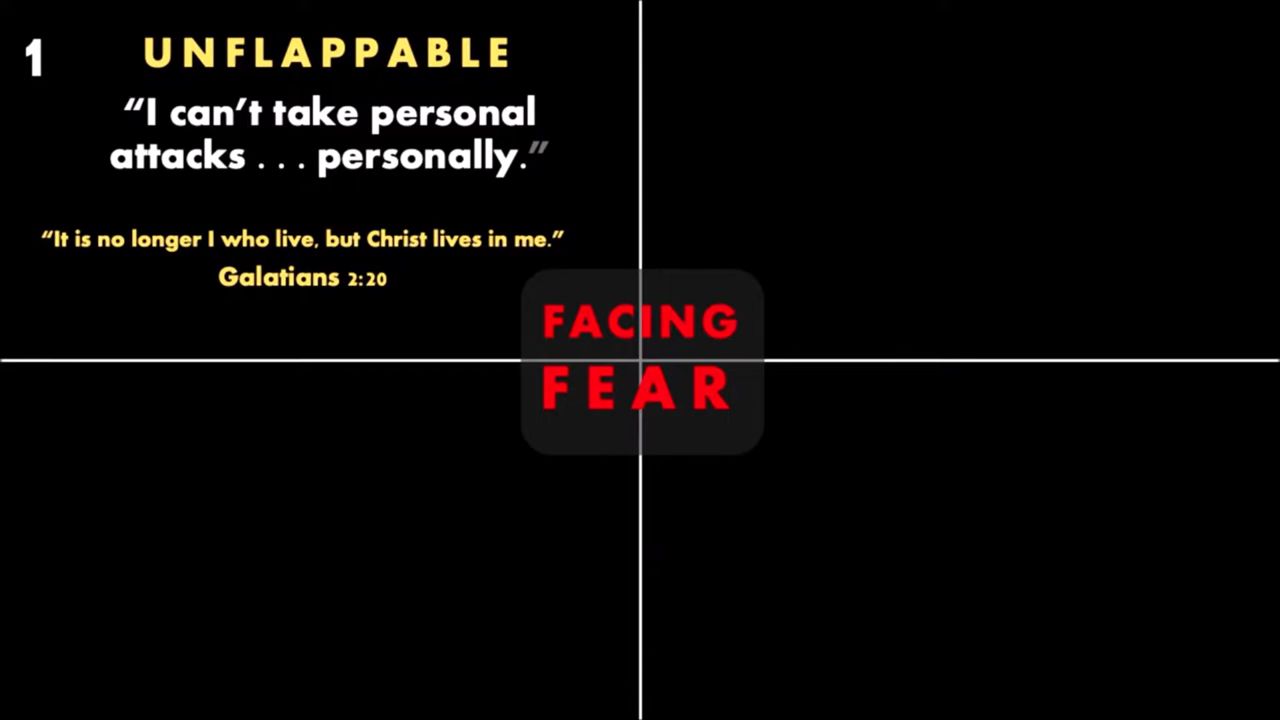 1
UNFLAPPABLE
“I can’t take personal
attacks . . . personally.”
“It is no longer I who live, but Christ lives in me.”
Galatians 2:20
FACING
FEAR